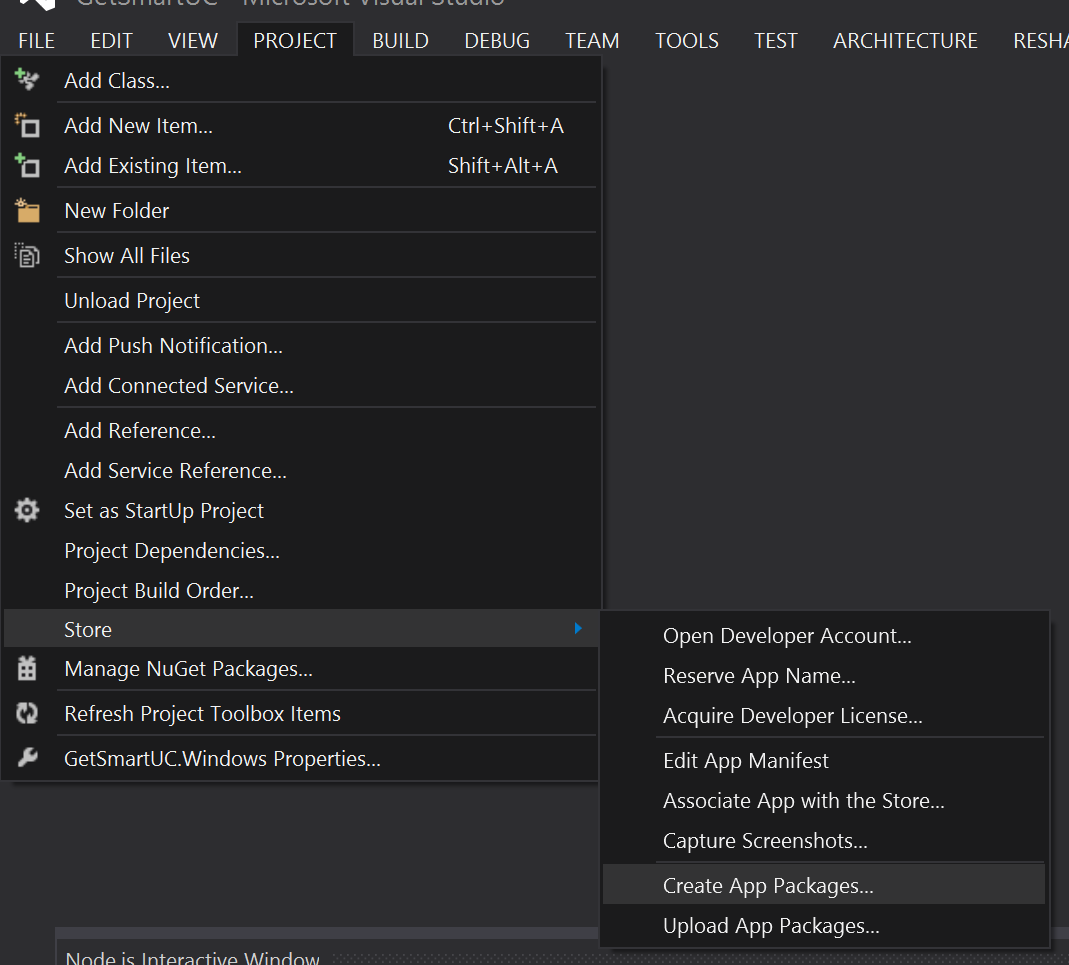 GetSmartUC - Microsoft Visual Studio
FILE EDIT VIEW PROJECT BUILD DEBUG TEAM TOOLS TEST ARCHITECTURE RESHA
Add Class...
Add New Item... Ctrl+Shift+A
Add Existing Item... Shift+Alt+A
New Folder
Show All Files
Unload Project
Add Push Notification...
Add Connected Service...
Add Reference...
Add Service Reference...
Set as StartUp Project
Project Dependencies...
Project Build Order...
Store
Manage NuGet Packages...
Refresh Project Toolbox Items
GetSmartUC.Windows Properties...
Open Developer Account...
Reserve App Name...
Acquire Developer License...
Edit App Manifest
Associate App with the Store...
Capture Screenshots...
Create App Packages...
Upload App Packages...
Node.js Interactive Window